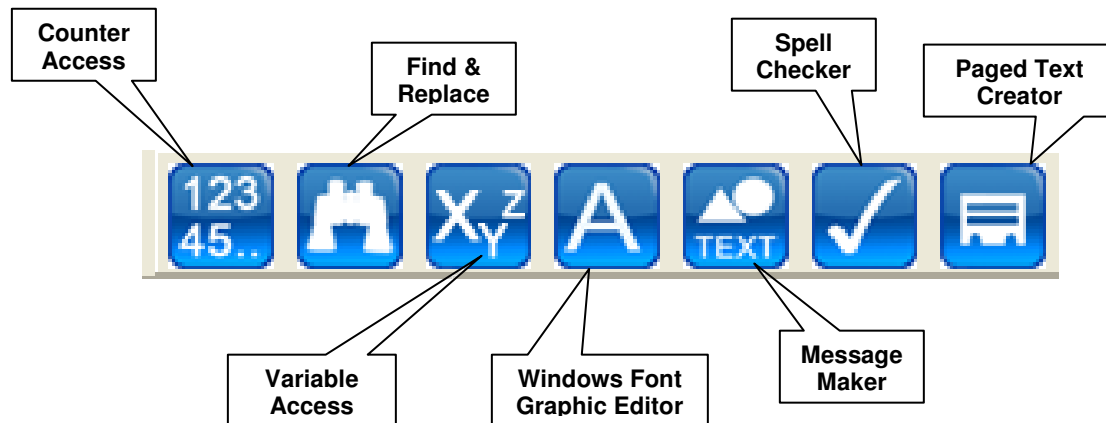 Counter
Access
Find &
Replace
Spell
Checker
Paged Text
Creator
123
45..
XYZ
A
TEXT
Variable
Access
Windows Font
Graphic Editor
Message
Maker